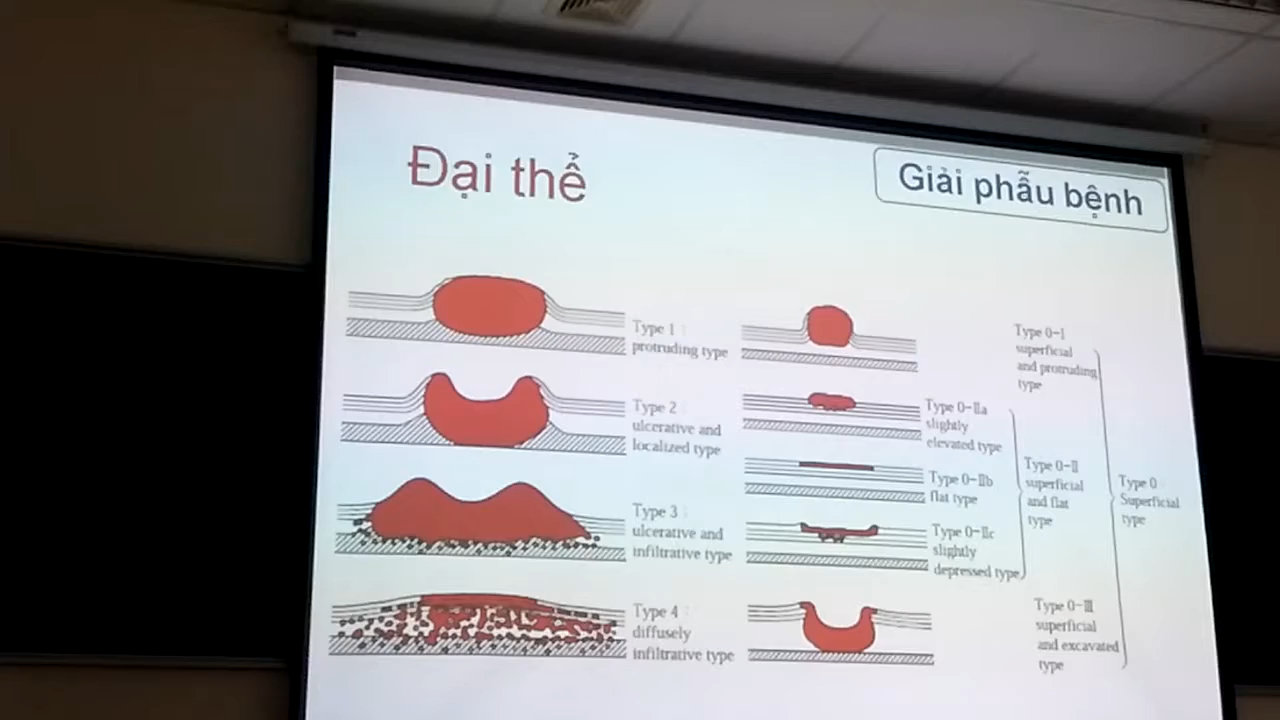 Đại thể
Giải phẫu bệnh
Type 1
protruding type
Type 2
ulcerative and
localized type
Type 3
ulcerative and
infiltrative type
Type 4
diffusely
infiltrative type
Type 0-I
superficial
and protruding
type
Type 0-IIa
slightly
elevated type
Type 0-IIb
flat type
Type 0-IIc
slightly
depressed type
Type 0-II
superficial
and flat
type
Type 0-III
superficial
and excavated
type
Type 0
Superficial
type